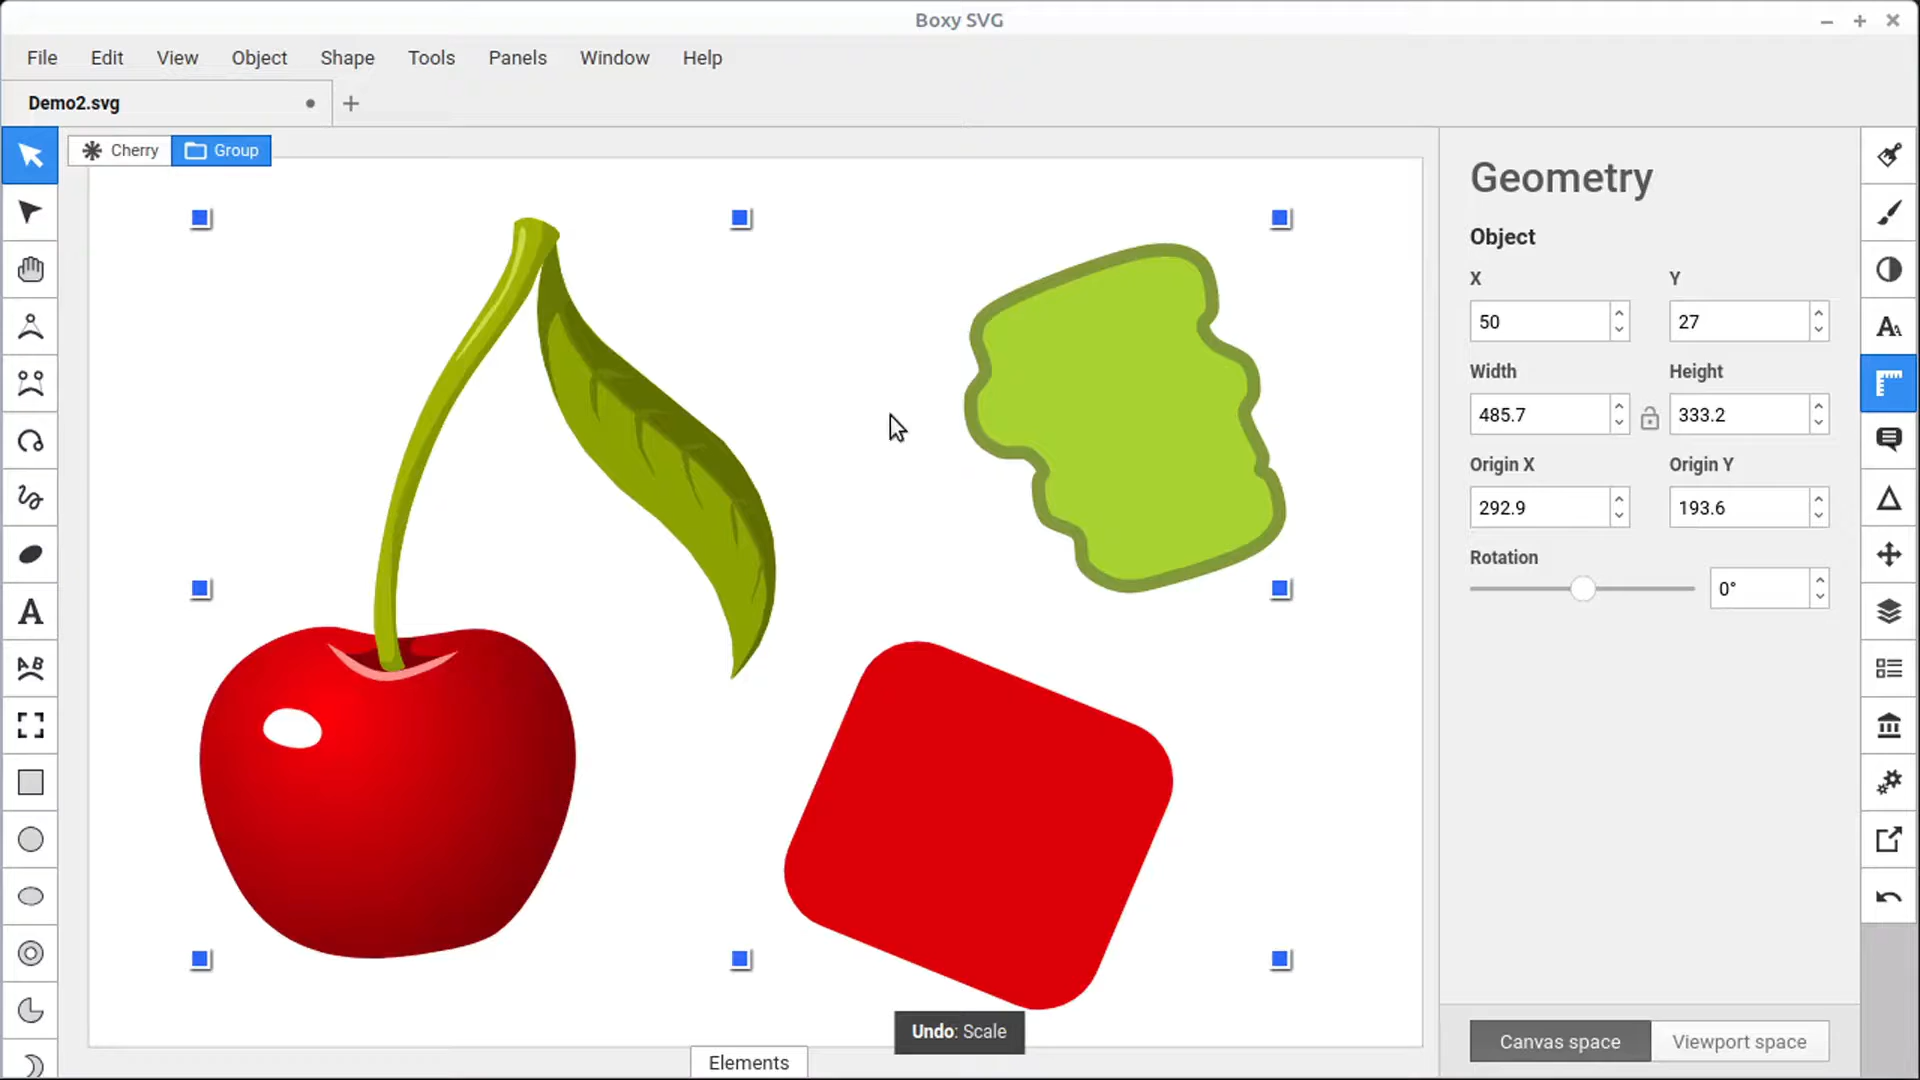 Boxy SVG
File Edit View Object Shape Tools Panels Window Help
Demo2.svg
Cherry Group
Geometry
Object
X Y
50 27
Width Height
485.7 333.2
Origin X Origin Y
292.9 193.6
Rotation
0°
Undo: Scale
Canvas space Viewport space
Elements